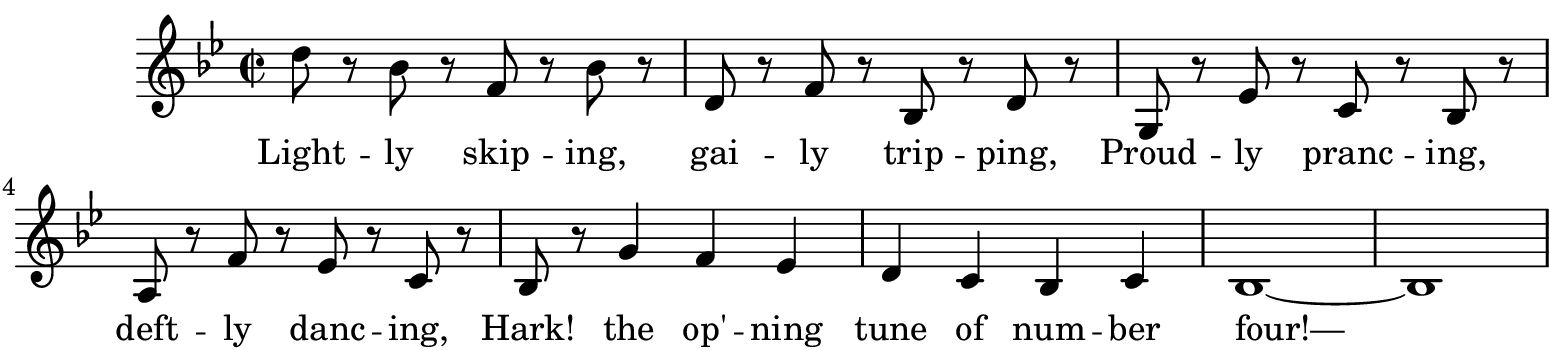 Light -- ly skip -- ing, gai -- ly trip -- ping, Proud -- ly pranc -- ing,
4
deft -- ly danc -- ing, Hark! the op' -- ning tune of num -- ber four!—